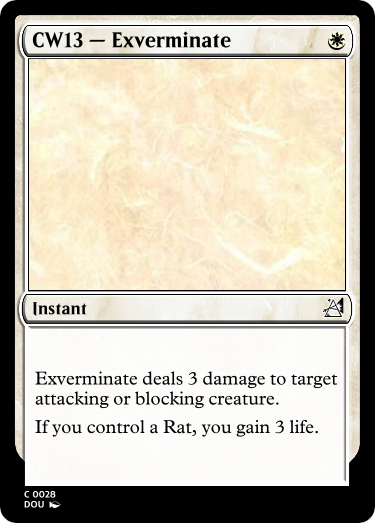 CW13 — Exverminate
Instant
Exverminate deals 3 damage to target
attacking or blocking creature.
If you control a Rat, you gain 3 life.
C 0028
DOU